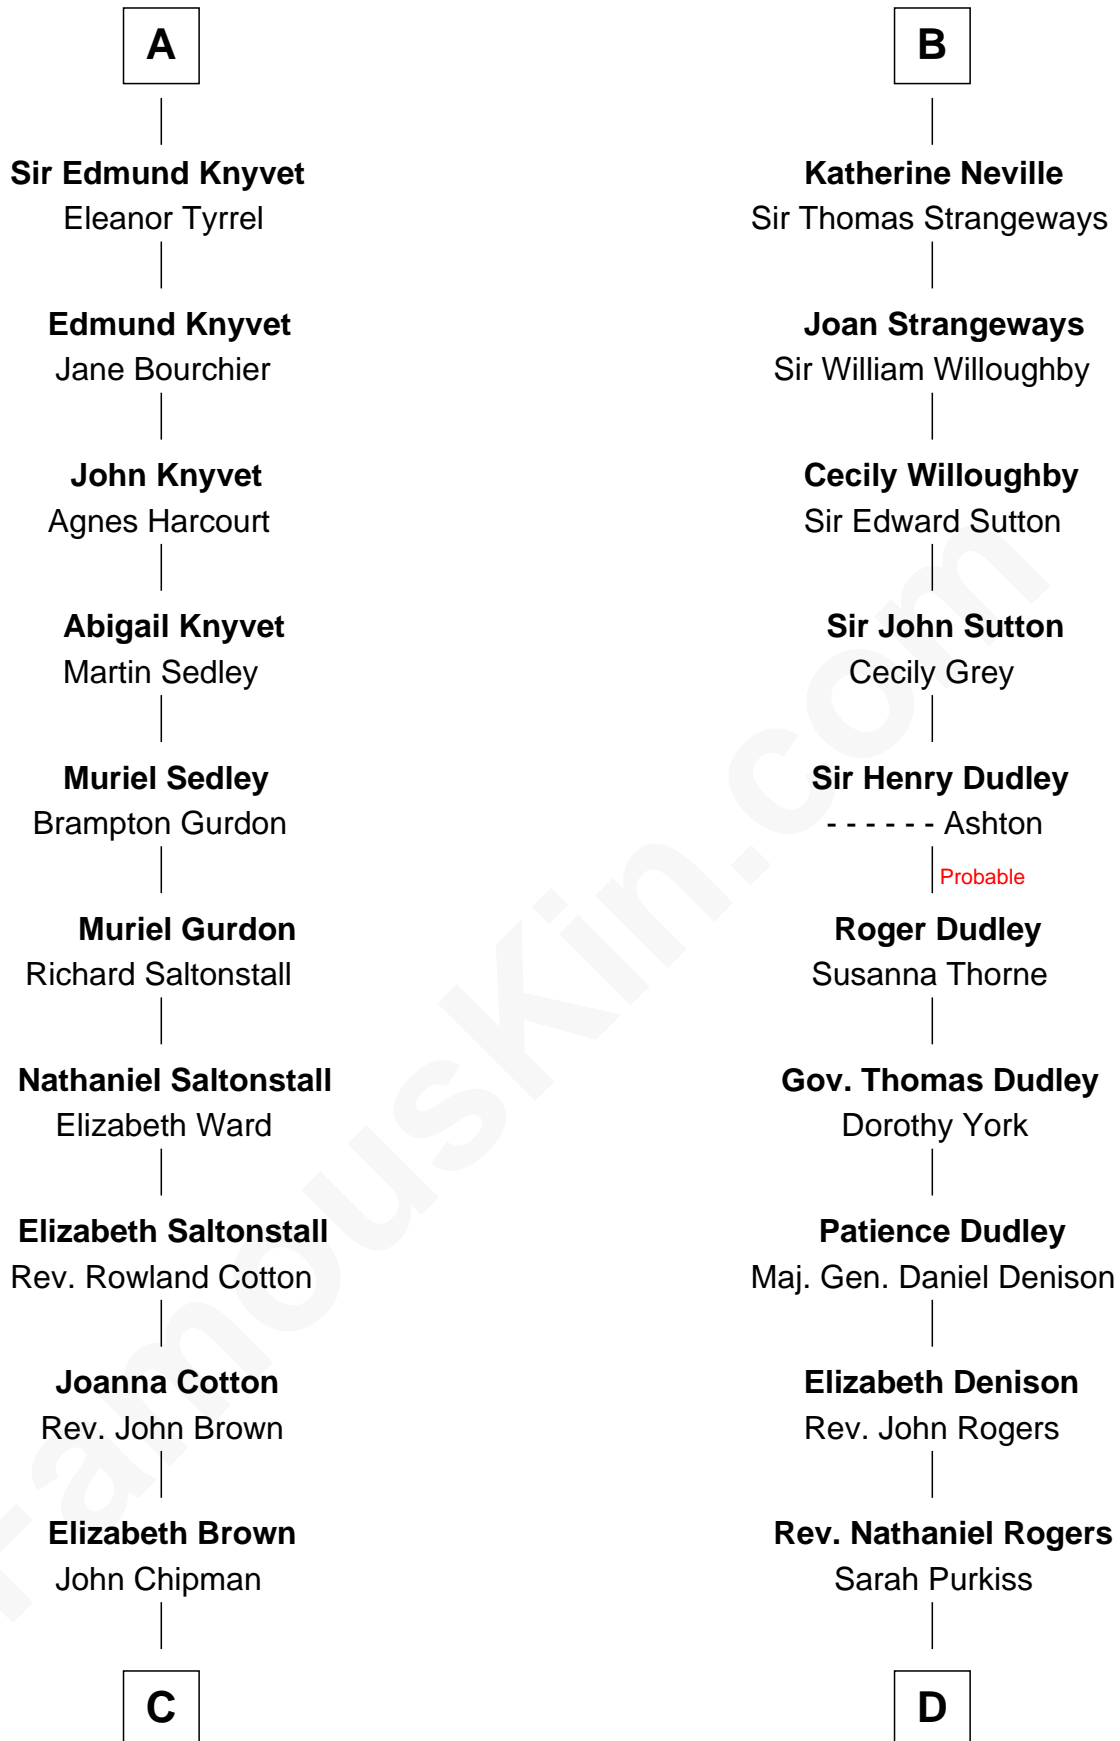 A
Sir Edmund Knyvet
Eleanor Tyrrel
Edmund Knyvet
Jane Bourchier
John Knyvet
Agnes Harcourt
Abigail Knyvet
Martin Sedley
Muriel Sedley
Brampton Gurdon
Muriel Gurdon
Richard Saltonstall
Nathaniel Saltonstall
Elizabeth Ward
Elizabeth Saltonstall
Rev. Rowland Cotton
Joanna Cotton
Rev. John Brown
Elizabeth Brown
John Chipman
C
B
Katherine Neville
Sir Thomas Strangeways
Joan Strangeways
Sir William Willoughby
Cecily Willoughby
Sir Edward Sutton
Sir John Sutton
Cecily Grey
Sir Henry Dudley
- - - - - - Ashton
Probable
Roger Dudley
Susanna Thorne
Gov. Thomas Dudley
Dorothy York
Patience Dudley
Maj. Gen. Daniel Denison
Elizabeth Denison
Rev. John Rogers
Rev. Nathaniel Rogers
Sarah Purkiss
D
FamousKin.com